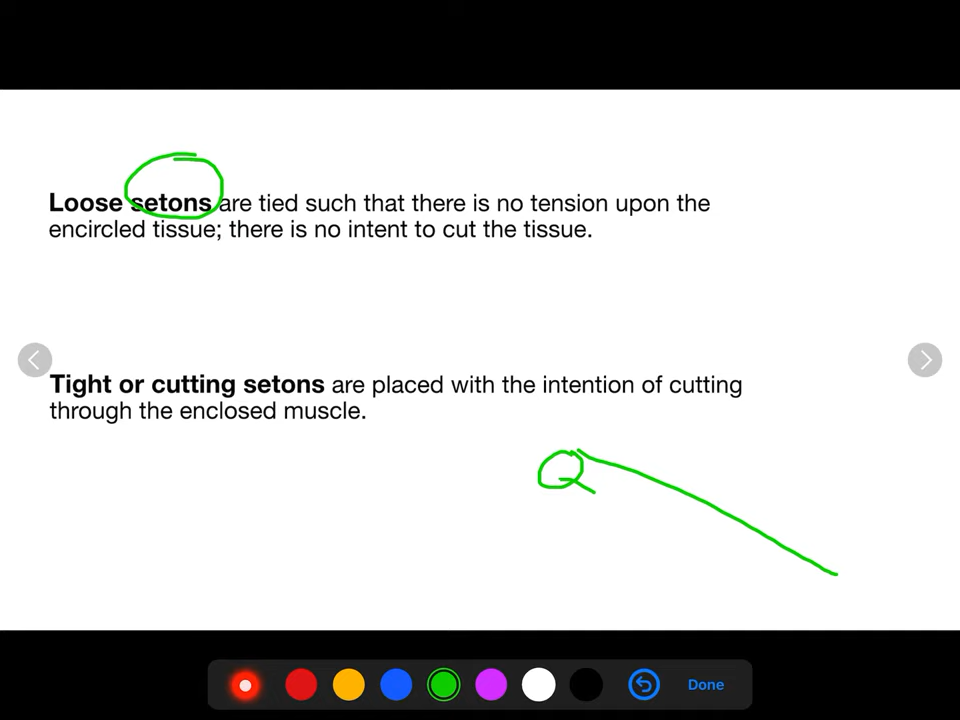 Loose setons are tied such that there is no tension upon the
encircled tissue; there is no intent to cut the tissue.
Tight or cutting setons are placed with the intention of cutting
through the enclosed muscle.
Done